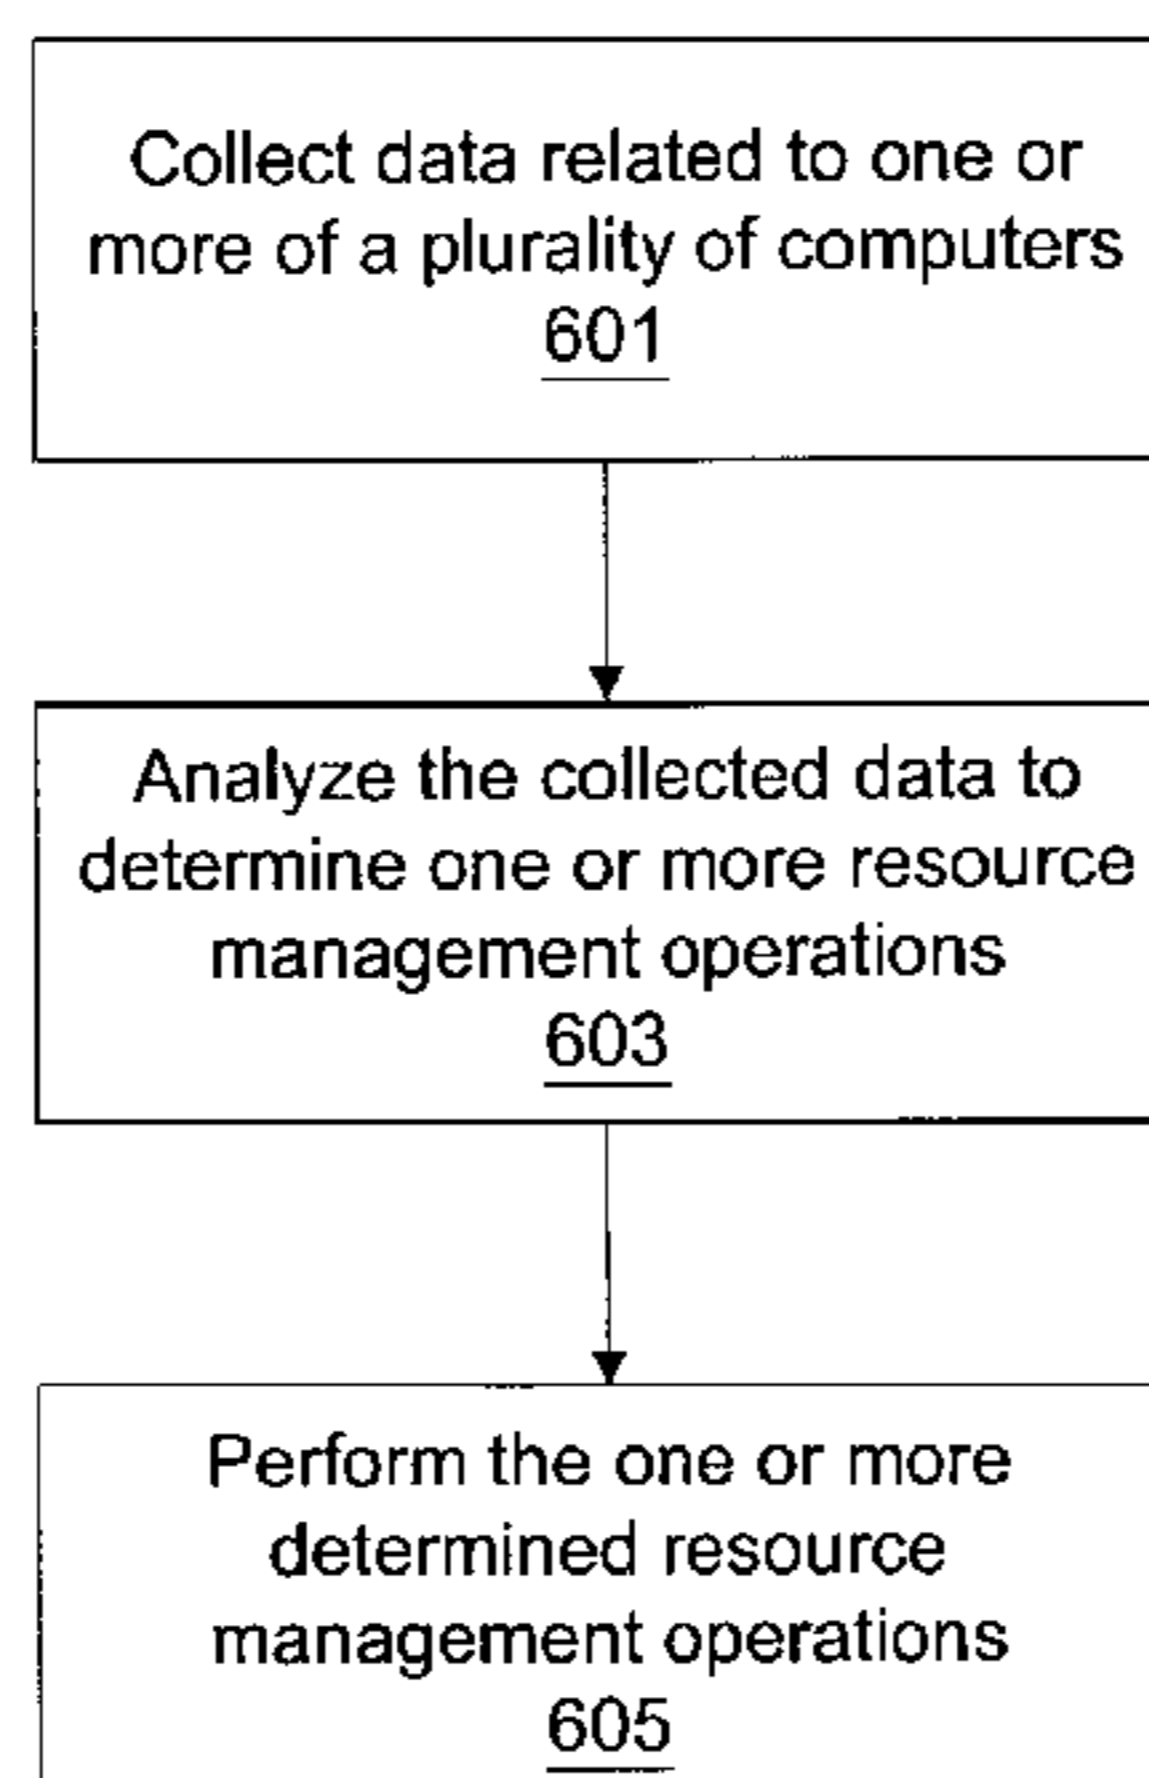 Collect data related to one or
more of a plurality of computers
601
Analyze the collected data to
determine one or more resource
management operations
603
Perform the one or more
determined resource
management operations
605